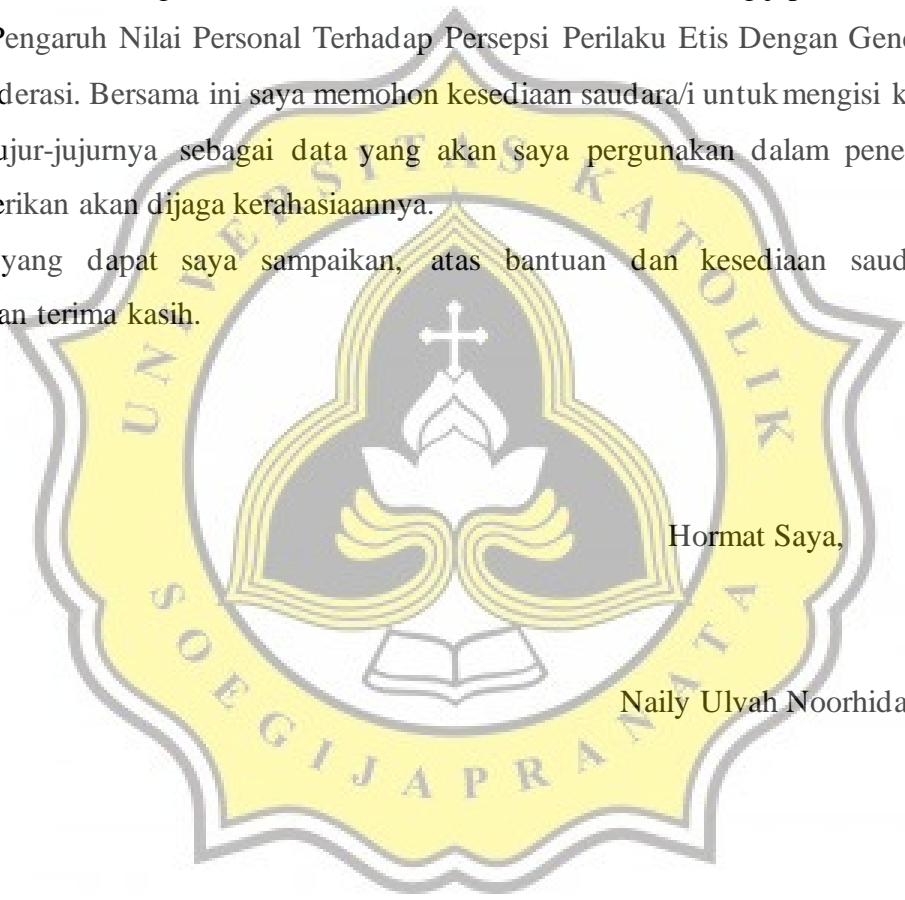 Pengaruh Nilai Personal Terhadap Persepsi Perilaku Etis Dengan Gen
derasi. Bersama ini saya memohon kesediaan saudara/i untuk mengisi k
ujur-jujurnya sebagai data yang akan saya pergunakan dalam pene
erikan akan dijaga kerahasiaannya.
yang dapat saya sampaikan, atas bantuan dan kesediaan saud
an terima kasih.
UNIVERSITAS KATOLIK
Hormat Saya,
Naily Ulvah Noorhida
SOEGIJAPRANATA